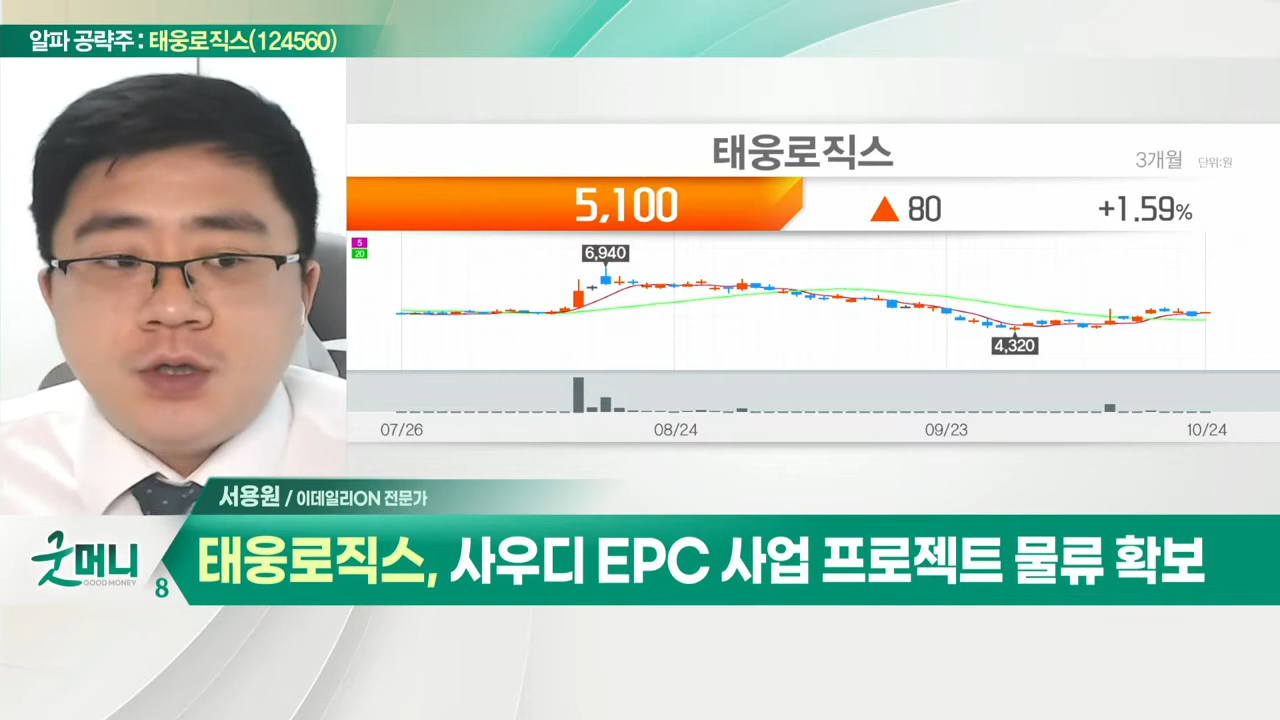 알파 공략주 : 태웅로직스(124560)
태웅로직스
3개월 단위:원
5,100 ▲ 80 +1.59%
5
20
6,940
4,320
07/26 08/24 09/23 10/24
서용원 / 이데일리ON 전문가
굿머니
GOOD MONEY
8
태웅로직스, 사우디 EPC 사업 프로젝트 물류 확보